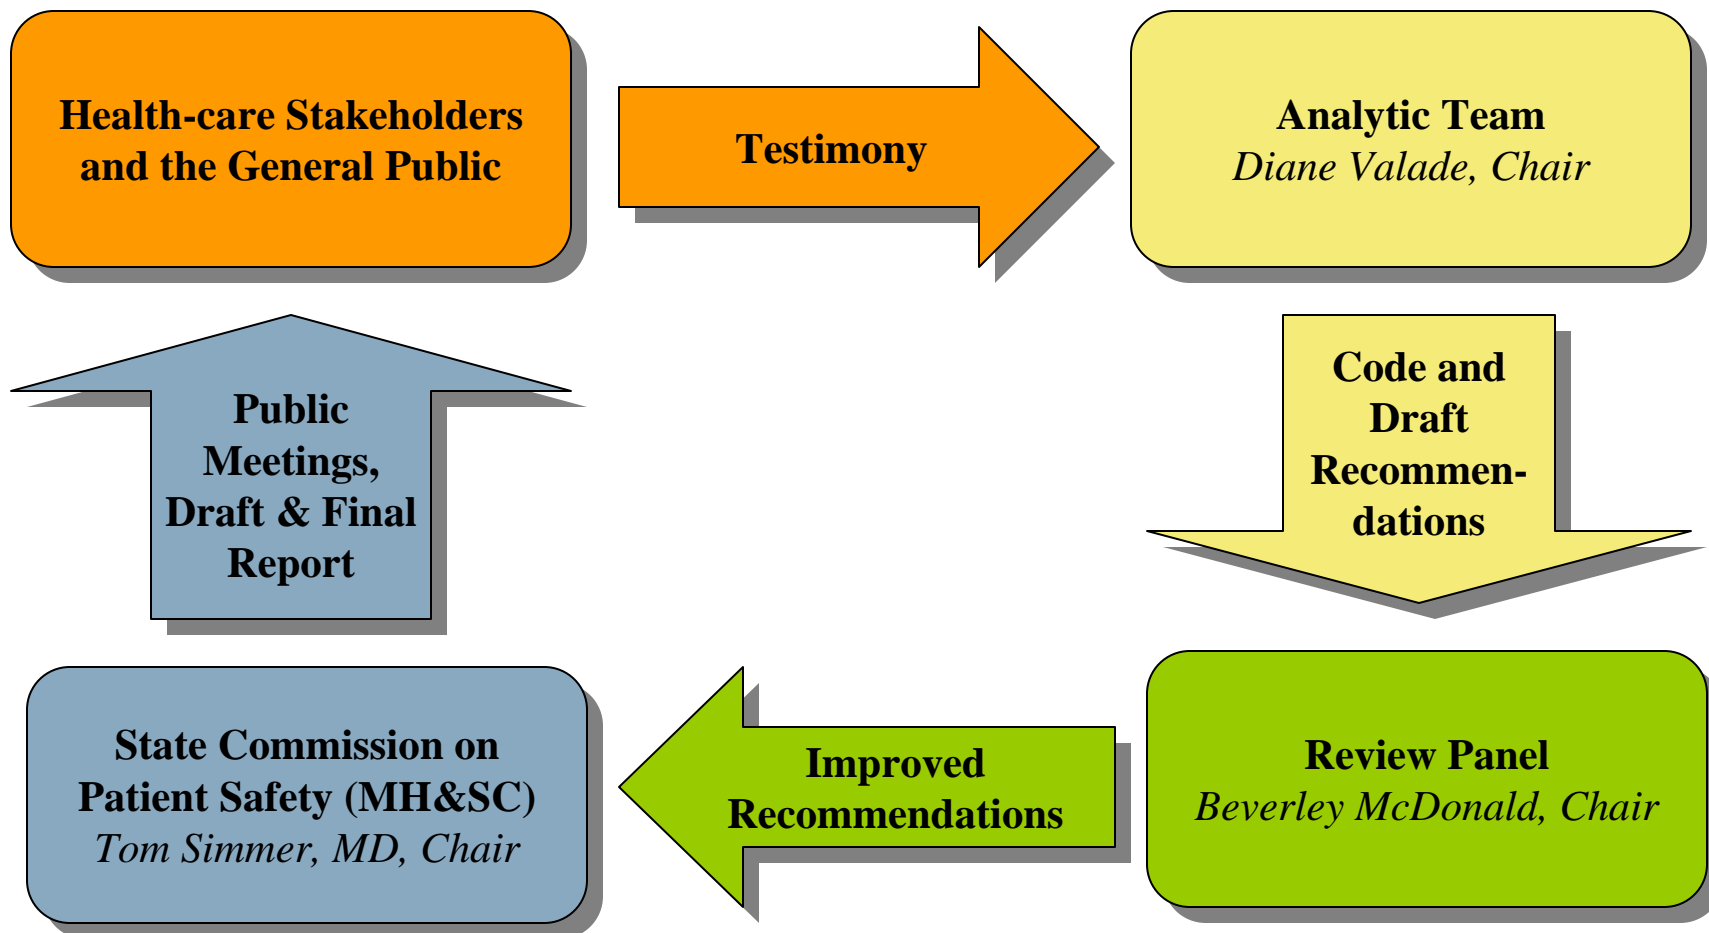 Health-care Stakeholders
and the General Public
Testimony
Analytic Team
Diane Valade, Chair
Code and
Draft
Recommen-
dations
Review Panel
Beverley McDonald, Chair
Improved
Recommendations
State Commission on
Patient Safety (MH&SC)
Tom Simmer, MD, Chair
Public
Meetings,
Draft & Final
Report